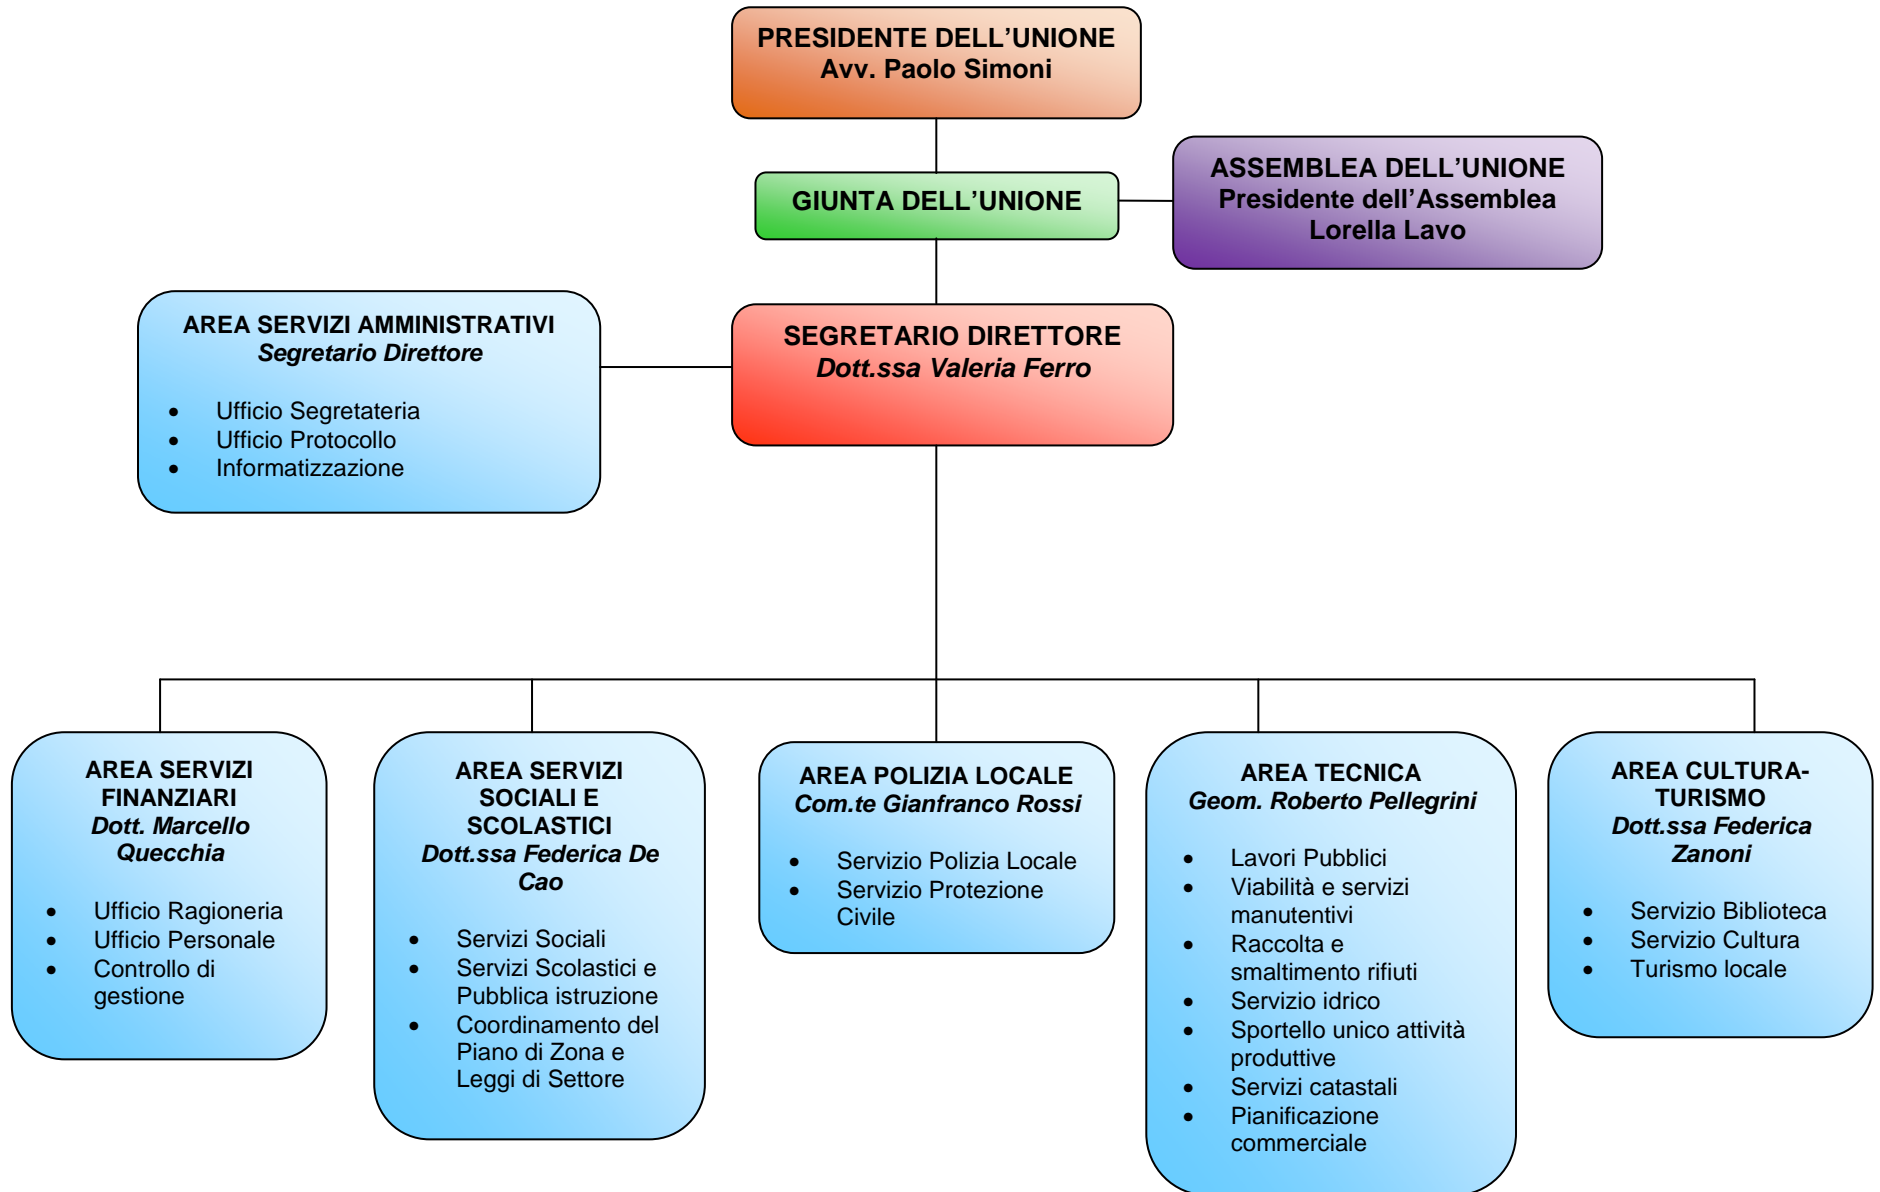 PRESIDENTE DELL’UNIONE
Avv. Paolo Simoni
ASSEMBLEA DELL’UNIONE
Presidente dell’Assemblea
Lorella Lavo
GIUNTA DELL’UNIONE
AREA SERVIZI AMMINISTRATIVI
Segretario Direttore
• Ufficio Segretateria
• Ufficio Protocollo
• Informatizzazione
SEGRETARIO DIRETTORE
Dott.ssa Valeria Ferro
AREA SERVIZI
FINANZIARI
Dott. Marcello
Quecchia
• Ufficio Ragioneria
• Ufficio Personale
• Controllo di
gestione
AREA SERVIZI
SOCIALI E
SCOLASTICI
Dott.ssa Federica De
Cao
• Servizi Sociali
• Servizi Scolastici e
Pubblica istruzione
• Coordinamento del
Piano di Zona e
Leggi di Settore
AREA POLIZIA LOCALE
Com.te Gianfranco Rossi
• Servizio Polizia Locale
• Servizio Protezione
Civile
AREA TECNICA
Geom. Roberto Pellegrini
• Lavori Pubblici
• Viabilità e servizi
manutentivi
• Raccolta e
smaltimento rifiuti
• Servizio idrico
• Sportello unico attività
produttive
• Servizi catastali
• Pianificazione
commerciale
AREA CULTURA-
TURISMO
Dott.ssa Federica
Zanoni
• Servizio Biblioteca
• Servizio Cultura
• Turismo locale